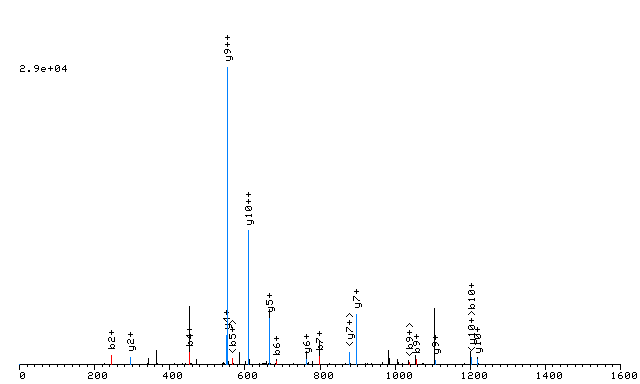 y9++
2.9e+04
y10++
b2+
y2+
b4+
y4+
<b5+>
y5+
b6+
y6+
b7+
<y7+>
y7+
<b9+>
b9+
y9+
<y10+>b10+
y10+
0 200 400 600 800 1000 1200 1400 1600